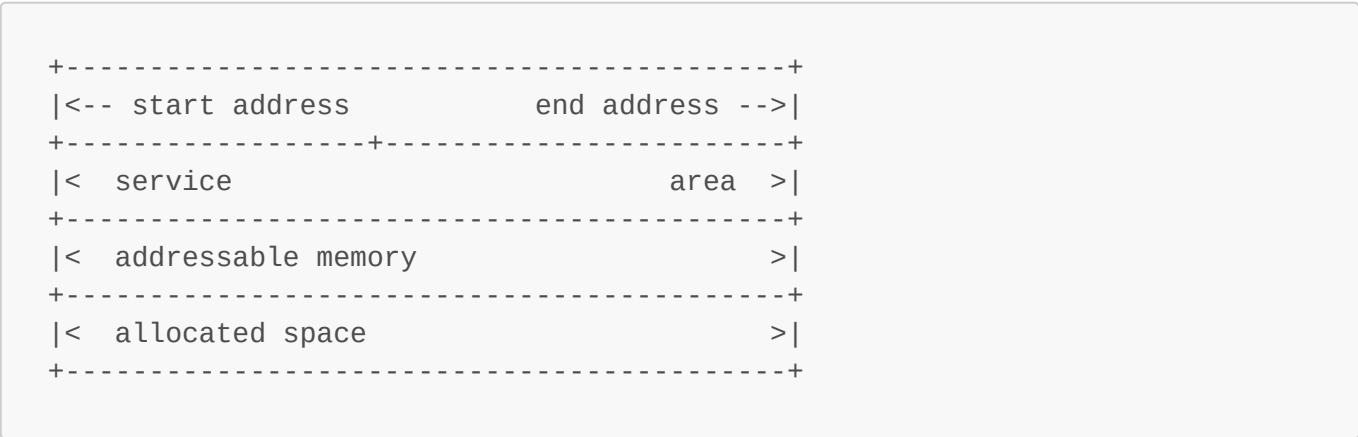 +-------------------------------------------+
|<-- start address           end address -->|
+------------------+------------------------+
|<  service                          area  >|
+-------------------------------------------+
|<  addressable memory                     >|
+-------------------------------------------+
|<  allocated space                        >|
+-------------------------------------------+